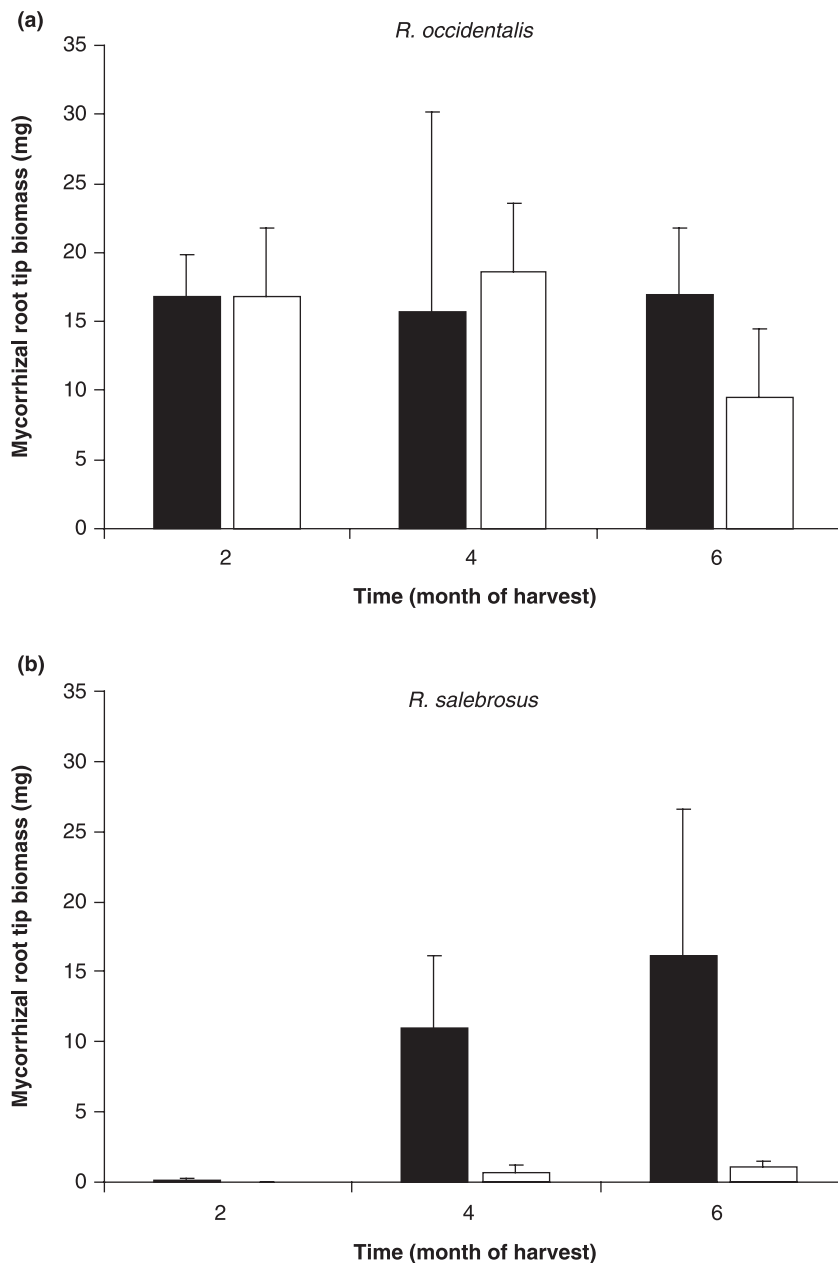 (a)
R. occidentalis
Mycorrhizal root tip biomass (mg)
35
30
25
20
15
10
5
0
2 4 6
Time (month of harvest)
(b)
R. salebrosus
Mycorrhizal root tip biomass (mg)
35
30
25
20
15
10
5
0
2 4 6
Time (month of harvest)